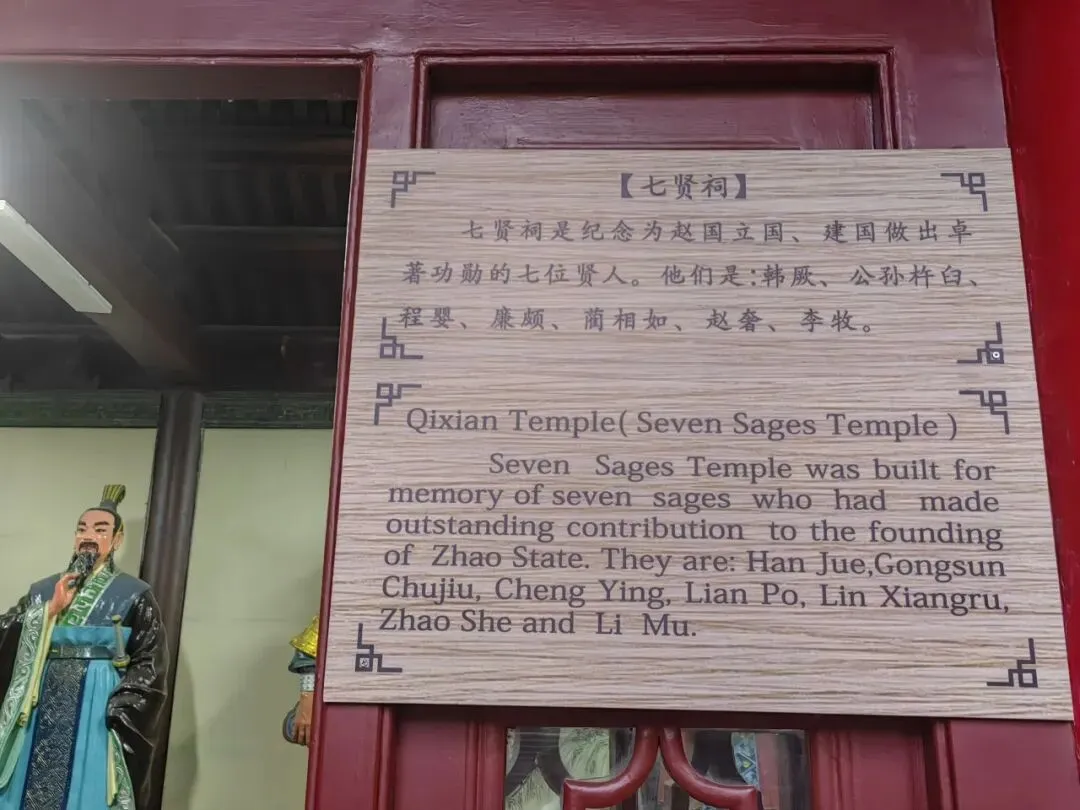 【七贤祠】
七贤祠是纪念为赵国立国、建国做出卓
著功勋的七位贤人。他们是:韩厥、公孙杵臼、
程婴、廉颇、蔺相如、赵奢、李牧。
Qixian Temple( Seven Sages Temple )
Seven Sages Temple was built for
memory of seven sages who had made
outstanding contribution to the founding
of Zhao State. They are: Han Jue,Gongsun
Chujiu, Cheng Ying, Lian Po, Lin Xiangru,
Zhao She and Li Mu.